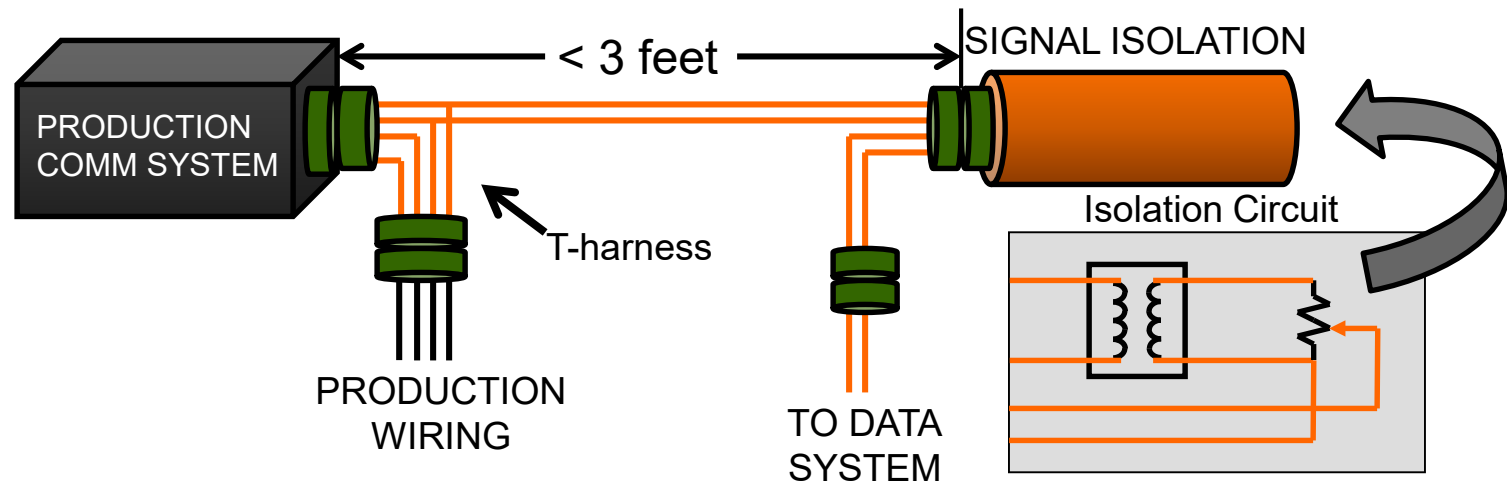 < 3 feet
SIGNAL ISOLATION
PRODUCTION
COMM SYSTEM
Isolation Circuit
T-harness
PRODUCTION
WIRING
TO DATA
SYSTEM